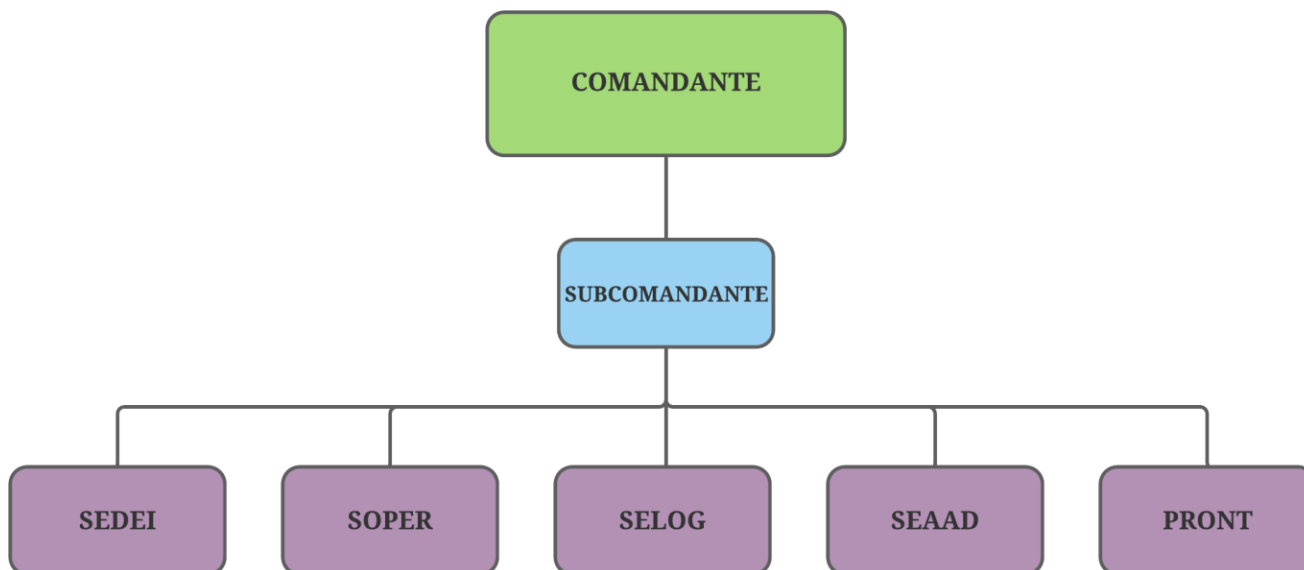 COMANDANTE
SUBCOMANDANTE
SEDEI
SOPER
SELOG
SEAAD
PRONT